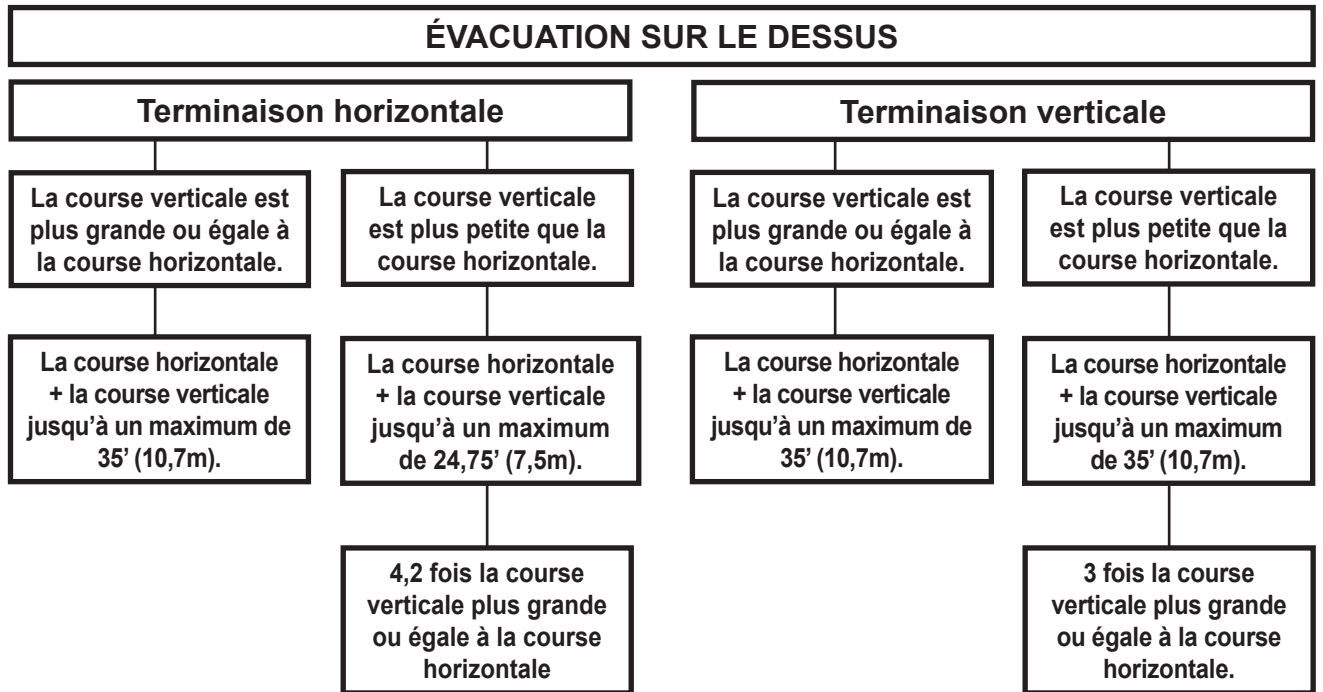 ÉVACUATION SUR LE DESSUS
Terminaison horizontale
La course verticale est
plus grande ou égale à
la course horizontale.
La course horizontale
+ la course verticale
jusqu’à un maximum de
35’ (10,7m).
La course verticale
est plus petite que la
course horizontale.
La course horizontale
+ la course verticale
jusqu’à un maximum
de 24,75’ (7,5m).
4,2 fois la course
verticale plus grande
ou égale à la course
horizontale
Terminaison verticale
La course verticale est
plus grande ou égale à
la course horizontale.
La course horizontale
+ la course verticale
jusqu’à un maximum de
35’ (10,7m).
La course verticale
est plus petite que la
course horizontale.
La course horizontale
+ la course verticale
jusqu’à un maximum
de 35’ (10,7m).
3 fois la course
verticale plus grande
ou égale à la course
horizontale.